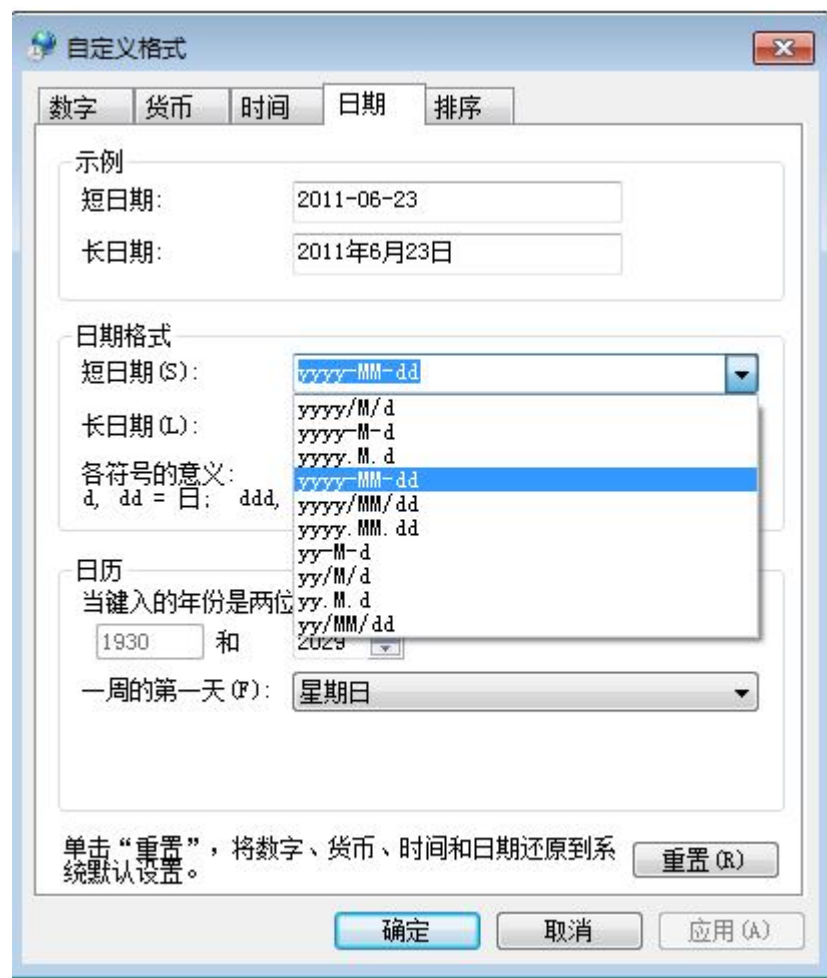 自定义格式
数字 货币 时间 日期 排序
示例
短日期: 2011-06-23
长日期: 2011年6月23日
日期格式
短日期(S): yyyy-MM-dd
yyyy/M/d
长日期(L):
yyyy-M-d
yyyy.M.d
各符号的意义:
yyyy-MM-dd
d, dd = 日; ddd,
yyyy/MM/dd
yyyy.MM.dd
yy-M-d
日历
yy/M/d
当键入的年份是两位
yy.M.d
yy/MM/dd
1930 和 2029
一周的第一天(F): 星期日
单击“重置”，将数字、货币、时间和日期还原到系
统默认设置。
重置(R)
确定 取消 应用(A)